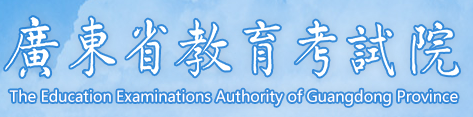 廣東省教育考試院
The Education Examinations Authority of Guangdong Province